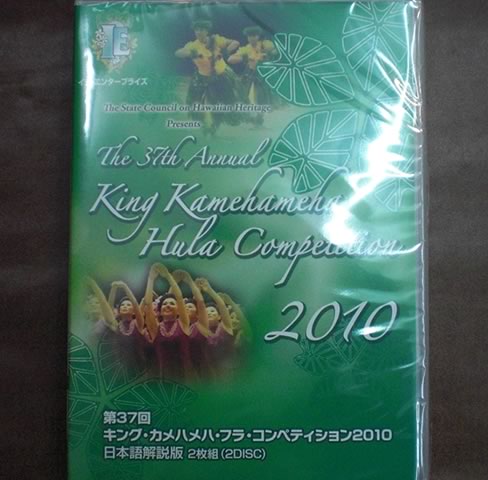 IE
エンタープライズ
The State Council on Hawaiian Heritage
Presents
The 37th Annual
King Kamehameha
Hula Competition
2010
第37回
キング・カメハメハ・フラ・コンペティション2010
日本語解説版 2枚組(2DISC)